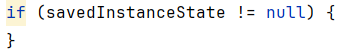 if (savedInstanceState != null) {
}